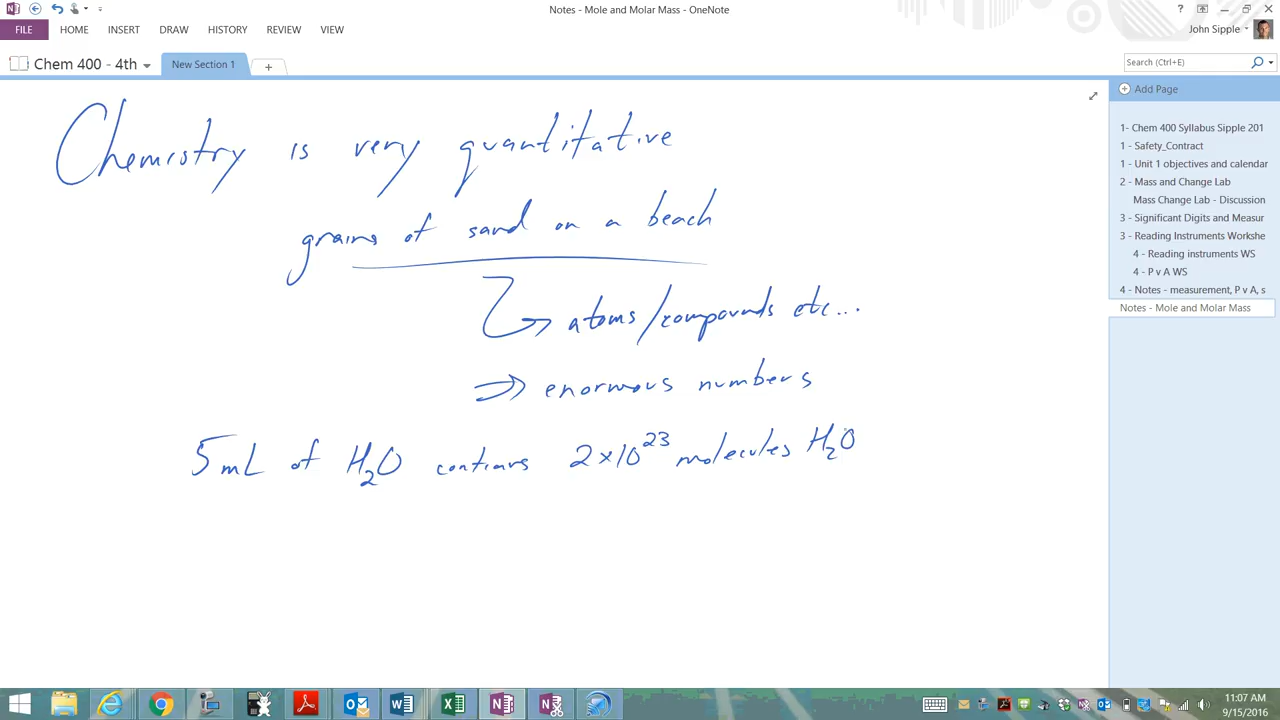 Notes - Mole and Molar Mass - OneNote
?
FILE HOME INSERT DRAW HISTORY REVIEW VIEW
John Sipple
Chem 400 - 4th New Section 1 +
Search (Ctrl+E)
Add Page
Chemistry is very quantitative
grains of sand on a beach
atoms/compounds etc...
⇒ enormous numbers
5mL of H₂O contians 2×10²³ molecules H₂O
1- Chem 400 Syllabus Sipple 201
1 - Safety_Contract
1 - Unit 1 objectives and calendar
2 - Mass and Change Lab
Mass Change Lab - Discussion
3 - Significant Digits and Measur
3 - Reading Instruments Workshe
4 - Reading instruments WS
4 - P v A WS
4 - Notes - measurement, P v A, s
Notes - Mole and Molar Mass
11:07 AM
9/15/2016